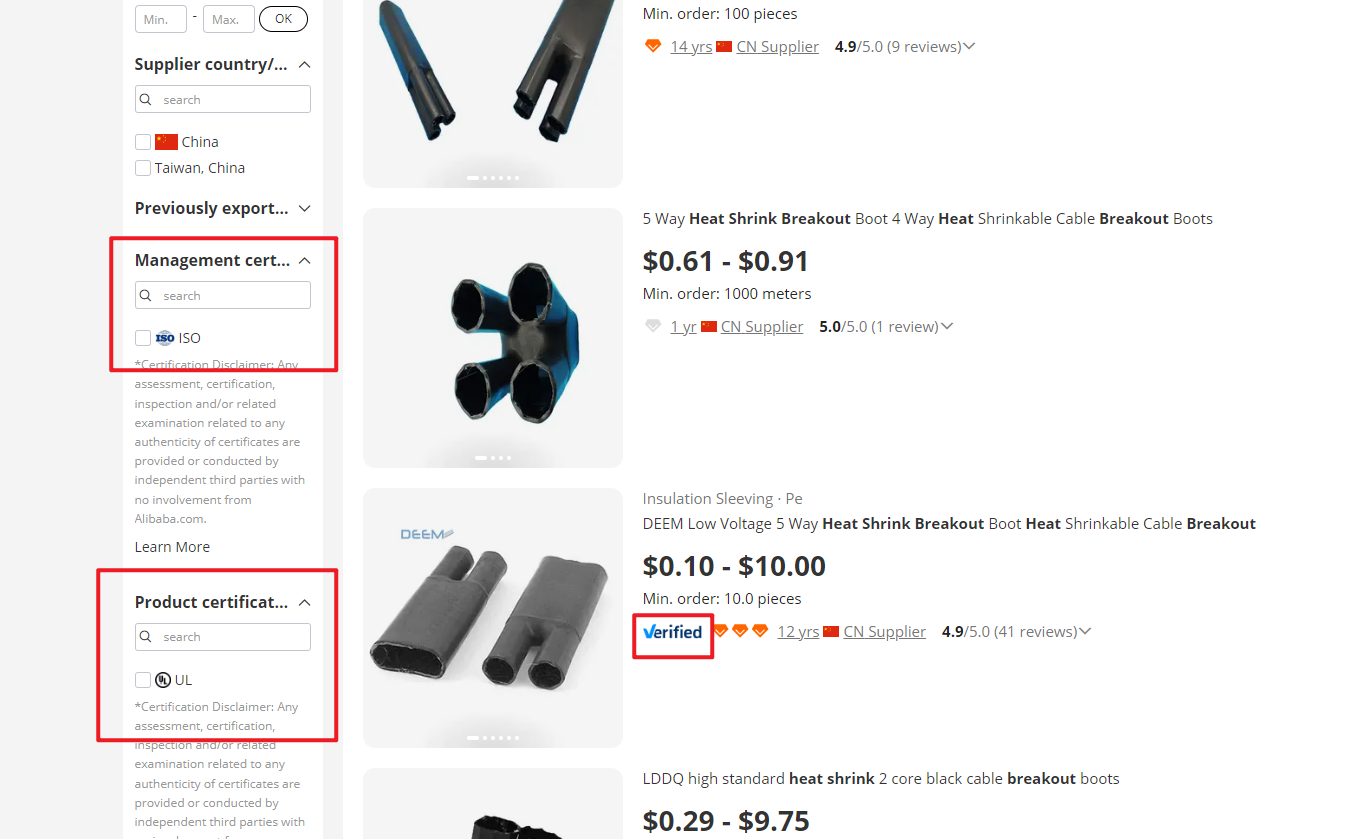 Min.
-
Max.
OK
Supplier country/...
search
China
Taiwan, China
Previously export...
Management cert...
search
ISO ISO
*Certification Disclaimer: Any
assessment, certification,
inspection and/or related
examination related to any
authenticity of certificates are
provided or conducted by
independent third parties with
no involvement from
Alibaba.com.
Learn More
Product certificat...
search
UL UL
*Certification Disclaimer: Any
assessment, certification,
inspection and/or related
examination related to any
authenticity of certificates are
provided or conducted by
independent third parties with
Min. order: 100 pieces
14 yrs CN Supplier 4.9/5.0 (9 reviews)
5 Way Heat Shrink Breakout Boot 4 Way Heat Shrinkable Cable Breakout Boots
$0.61 - $0.91
Min. order: 1000 meters
1 yr CN Supplier 5.0/5.0 (1 review)
DEEM
Insulation Sleeving · Pe
DEEM Low Voltage 5 Way Heat Shrink Breakout Boot Heat Shrinkable Cable Breakout
$0.10 - $10.00
Min. order: 10.0 pieces
Verified 12 yrs CN Supplier 4.9/5.0 (41 reviews)
LDDQ high standard heat shrink 2 core black cable breakout boots
$0.29 - $9.75